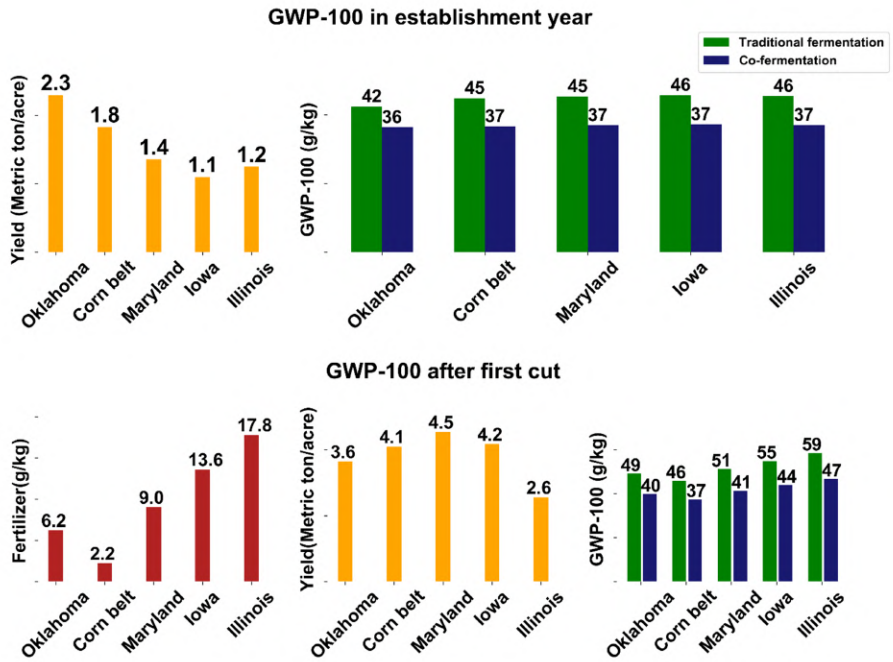 GWP-100 in establishment year
Traditional fermentation
Co-fermentation
Yield (Metric ton/acre)
2.3
1.8
1.4
1.1
1.2
Oklahoma
Corn belt
Maryland
Iowa
Illinois
GWP-100 (g/kg)
42
36
45
37
45
37
46
37
46
37
Oklahoma
Corn belt
Maryland
Iowa
Illinois
GWP-100 after first cut
Fertilizer(g/kg)
6.2
2.2
9.0
13.6
17.8
Oklahoma
Corn belt
Maryland
Iowa
Illinois
Yield(Metric ton/acre)
3.6
4.1
4.5
4.2
2.6
Oklahoma
Corn belt
Maryland
Iowa
Illinois
GWP-100 (g/kg)
49
40
46
37
51
41
55
44
59
47
Oklahoma
Corn belt
Maryland
Iowa
Illinois